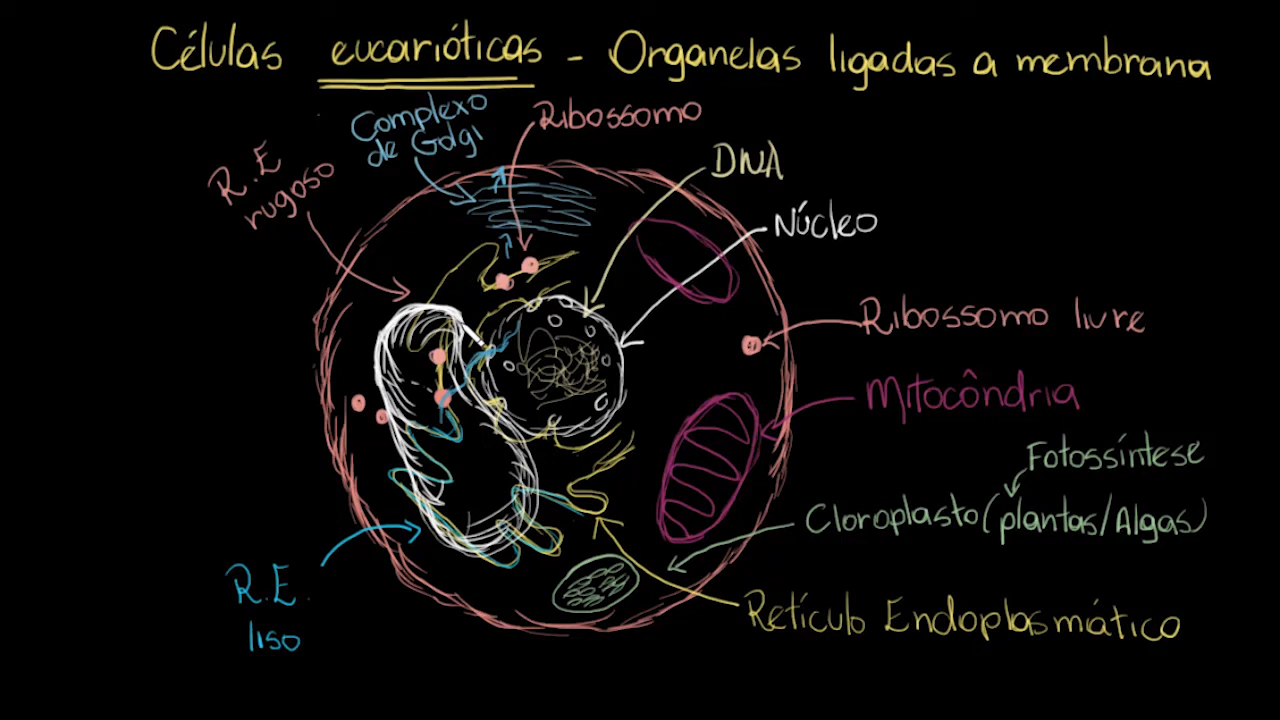 Células eucarióticas - Organelas ligadas a membrana
Complexo
de Golgi
Ribossomo
R.E
rugoso
DNA
Núcleo
Ribossomo livre
Mitocôndria
Fotossíntese
Cloroplasto (plantas/Algas)
R.E.
liso
Retículo Endoplasmático